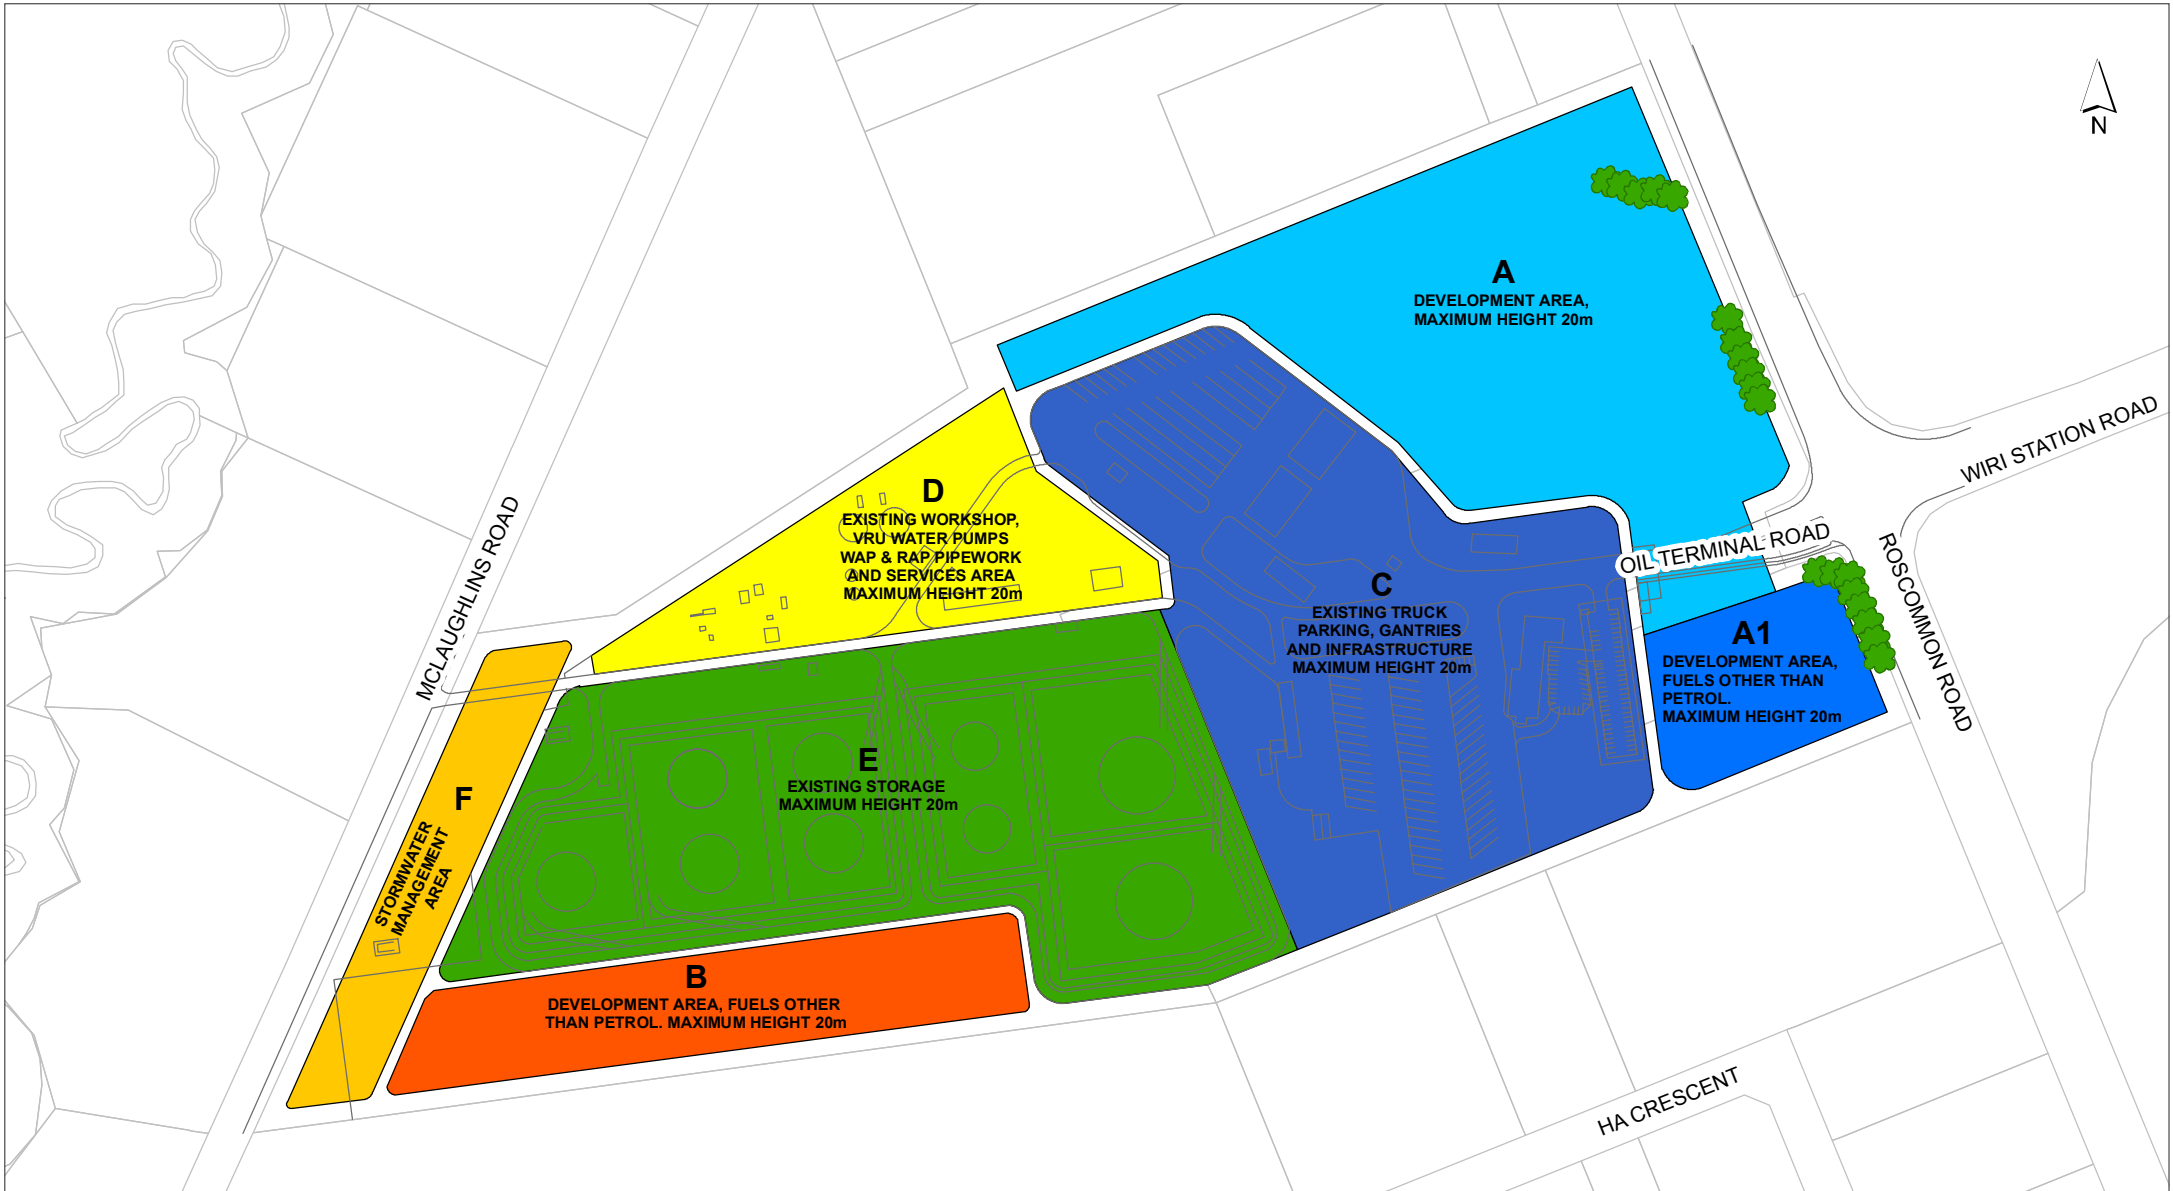 N
A
DEVELOPMENT AREA,
MAXIMUM HEIGHT 20m
WIRI STATION ROAD
D
EXISTING WORKSHOP,
VRU WATER PUMPS
WAP & RAP PIPEWORK
AND SERVICES AREA
MAXIMUM HEIGHT 20m
MCLAUGHLINS ROAD
OIL TERMINAL ROAD
ROSCOMMON ROAD
C
EXISTING TRUCK
PARKING, GANTRIES
AND INFRASTRUCTURE
MAXIMUM HEIGHT 20m
A1
DEVELOPMENT AREA,
FUELS OTHER THAN
PETROL.
MAXIMUM HEIGHT 20m
E
EXISTING STORAGE
MAXIMUM HEIGHT 20m
F
STORMWATER
MANAGEMENT
AREA
B
DEVELOPMENT AREA, FUELS OTHER
THAN PETROL. MAXIMUM HEIGHT 20m
HA CRESCENT